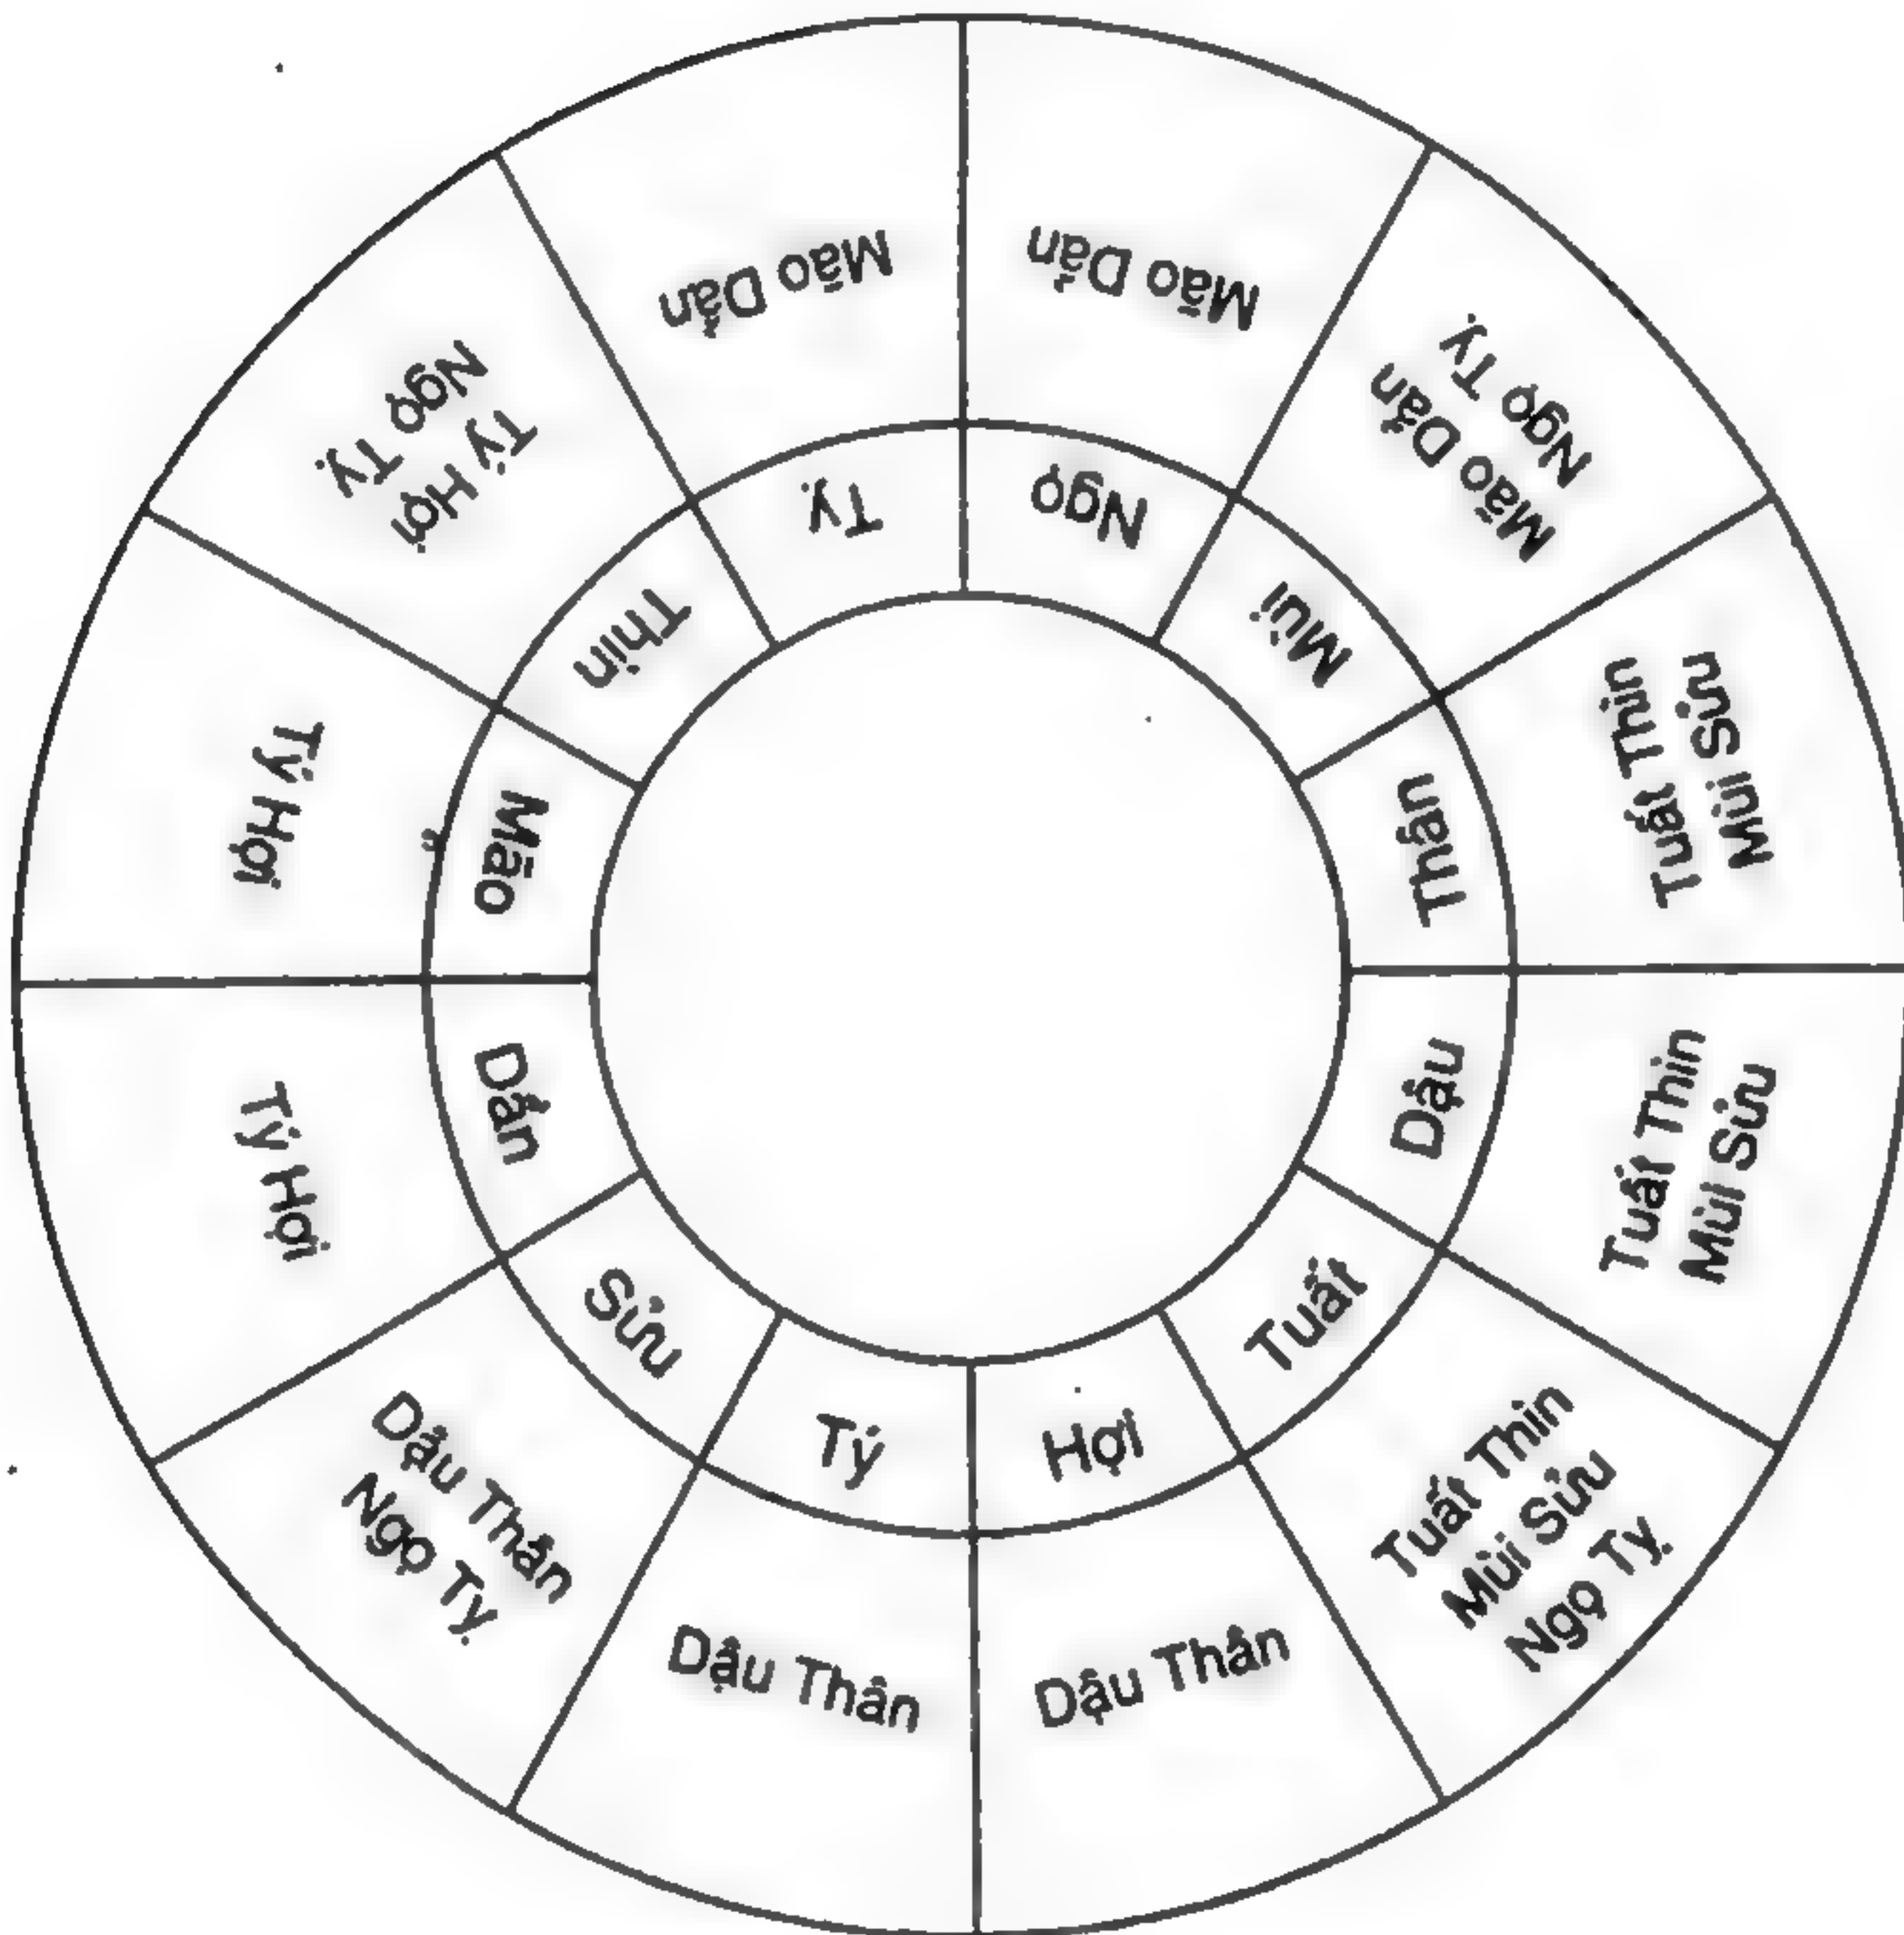 Tý
Dậu Thân
Sửu
Dậu Thân
Ngọ Tỵ
Dần
Tý Hợi
Mão
Tý Hợi
Thìn
Tý Hợi
Ngọ Tỵ
Tỵ
Mão Dần
Ngọ
Mão Dần
Mùi
Mão Dần
Ngọ Tỵ
Thân
Tuất Thìn
Mùi Sửu
Dậu
Tuất Thìn
Mùi Sửu
Tuất
Tuất Thìn
Mùi Sửu
Ngọ Tỵ
Hợi
Dậu Thân